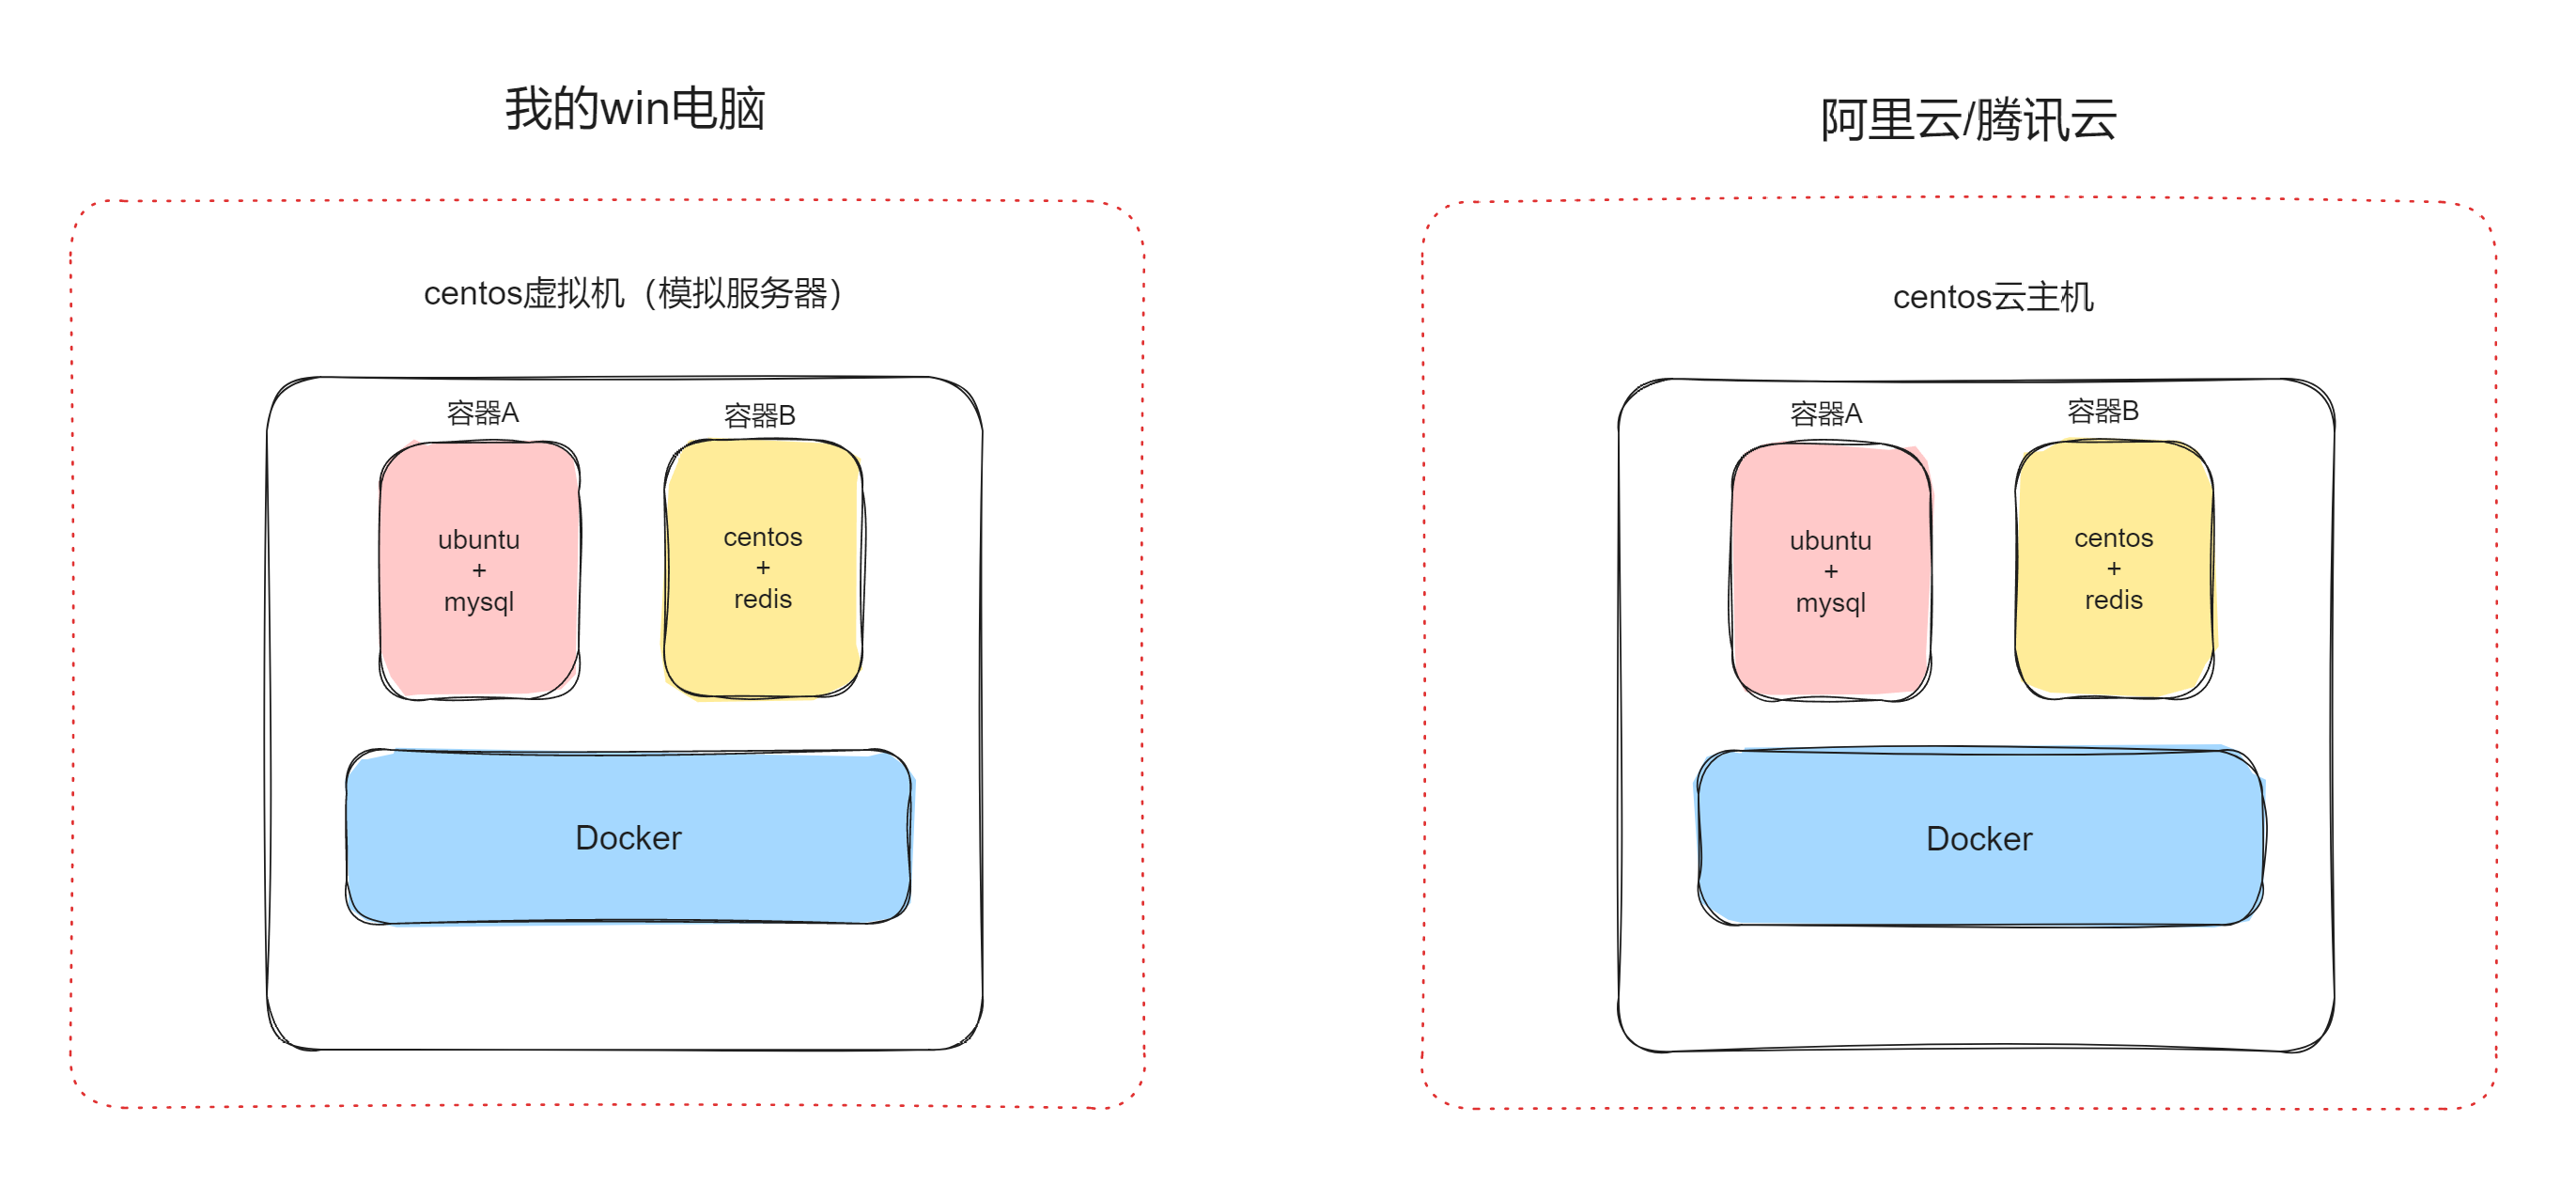 我的win电脑
centos虚拟机（模拟服务器）
容器A
容器B
ubuntu
+
mysql
centos
+
redis
Docker
阿里云/腾讯云
centos云主机
容器A
容器B
ubuntu
+
mysql
centos
+
redis
Docker